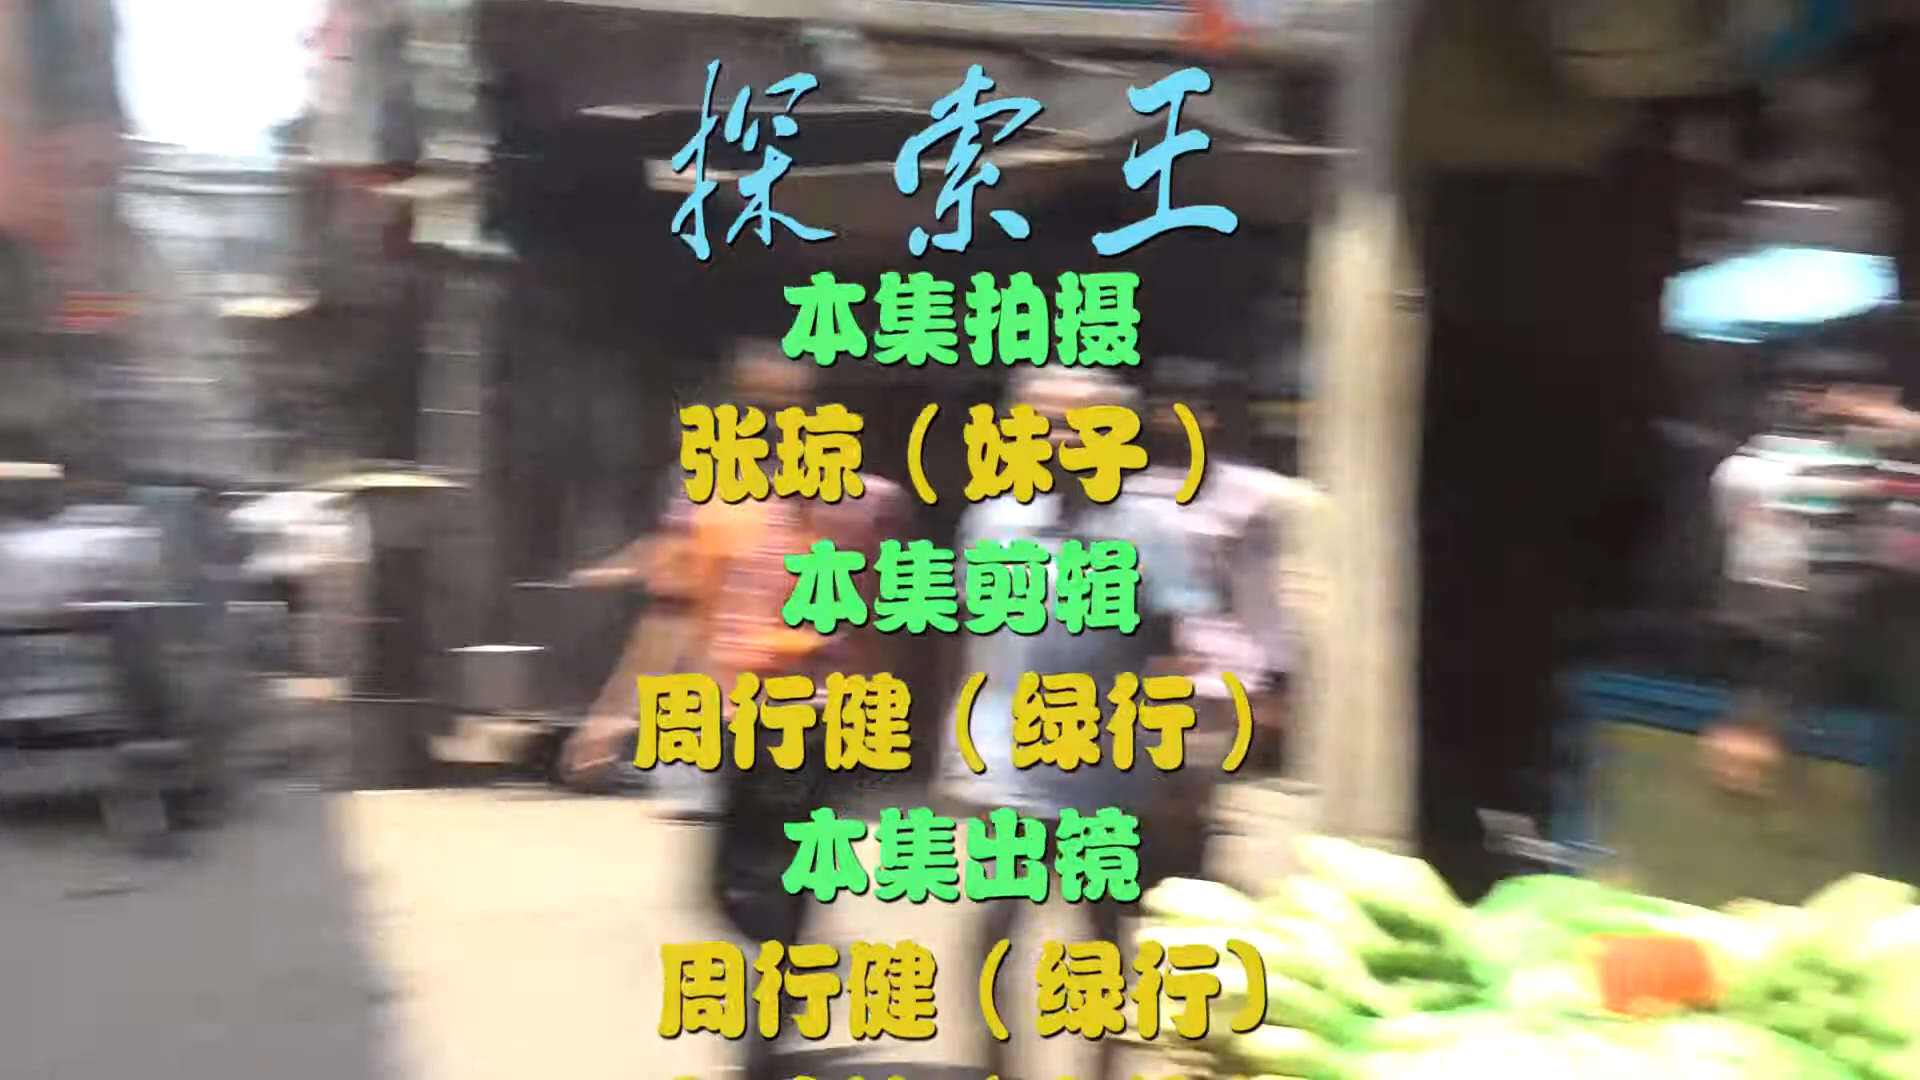 探索王
本集拍摄
张琼（妹子）
本集剪辑
周行健（绿行）
本集出镜
周行健（绿行）